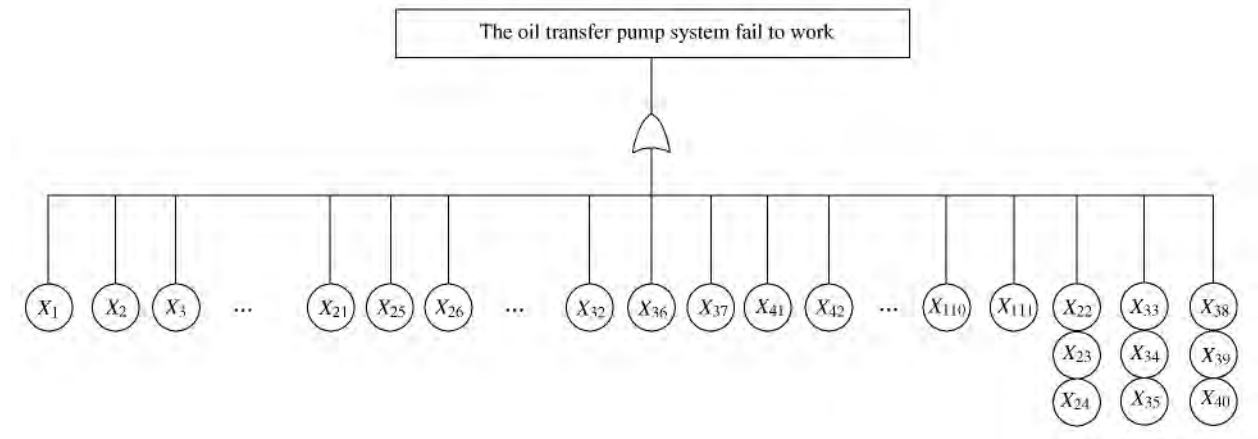 The oil transfer pump system fail to work
X1 X2 X3 ... X21 X25 X26 ... X32 X36 X37 X41 X42 ... X110 X111 X22 X33 X38
X23 X34 X39
X24 X35 X40